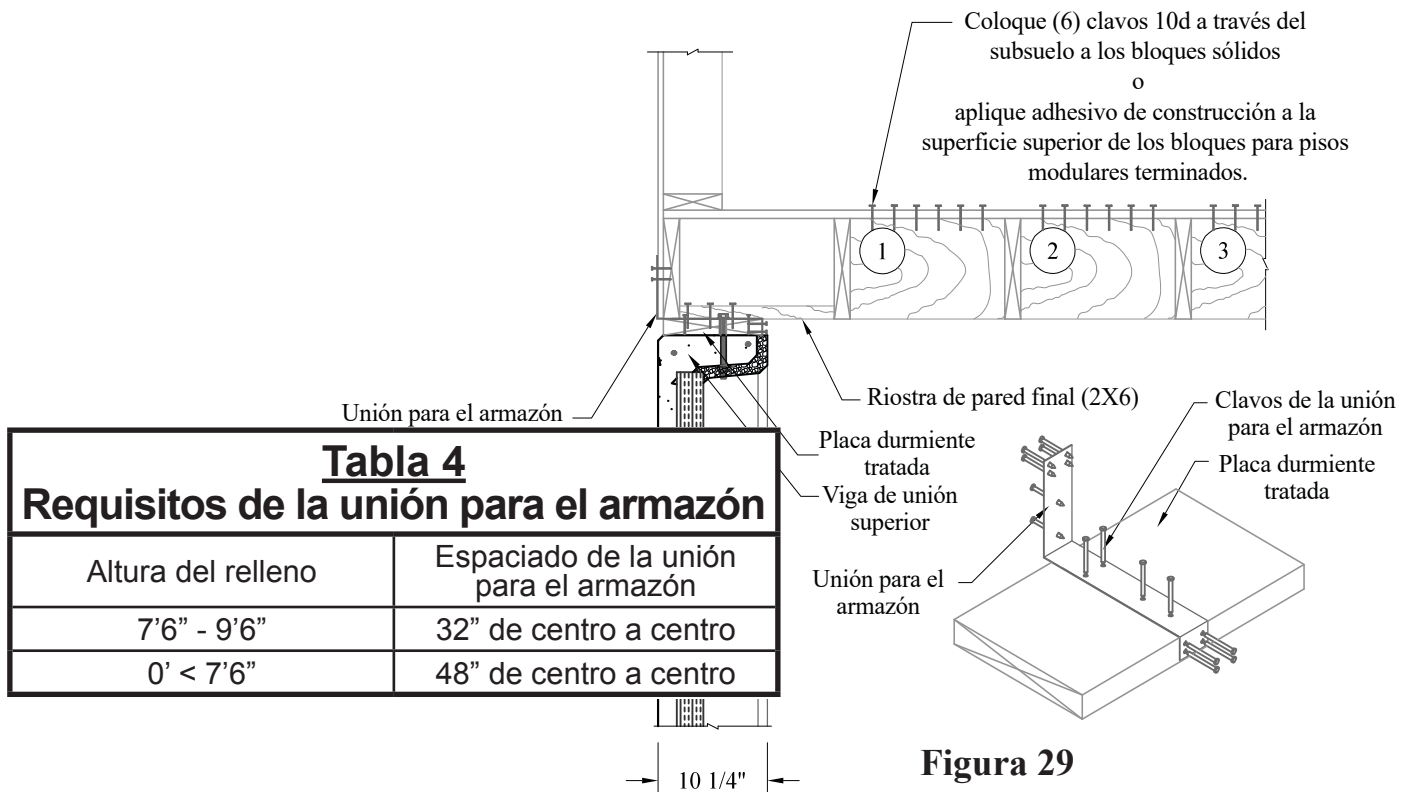 Coloque (6) clavos 10d a través del
subsuelo a los bloques sólidos
o
aplique adhesivo de construcción a la
superficie superior de los bloques para pisos
modulares terminados.
1
2
3
Unión para el armazón
Riostra de pared final (2X6)
Placa durmiente
tratada
Viga de unión
superior
Clavos de la unión
para el armazón
Placa durmiente
tratada
Unión para el
armazón
Tabla 4
Requisitos de la unión para el armazón
Altura del relleno
Espaciado de la unión
para el armazón
7’6” - 9’6”
32” de centro a centro
0’ < 7’6”
48” de centro a centro
10 1/4"
Figura 29